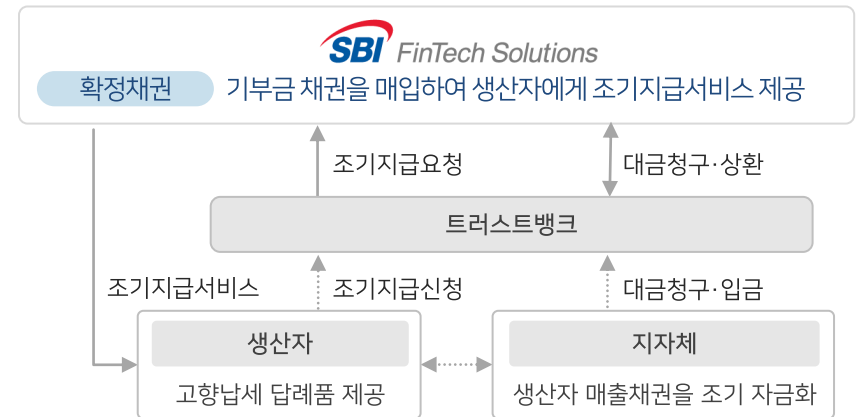 SBI FinTech Solutions
확정채권 기부금 채권을 매입하여 생산자에게 조기지급서비스 제공
조기지급요청 대금청구·상환
트러스트뱅크
조기지급서비스 조기지급신청 대금청구·입금
생산자 지자체
고향납세 답례품 제공 생산자 매출채권을 조기 자금화